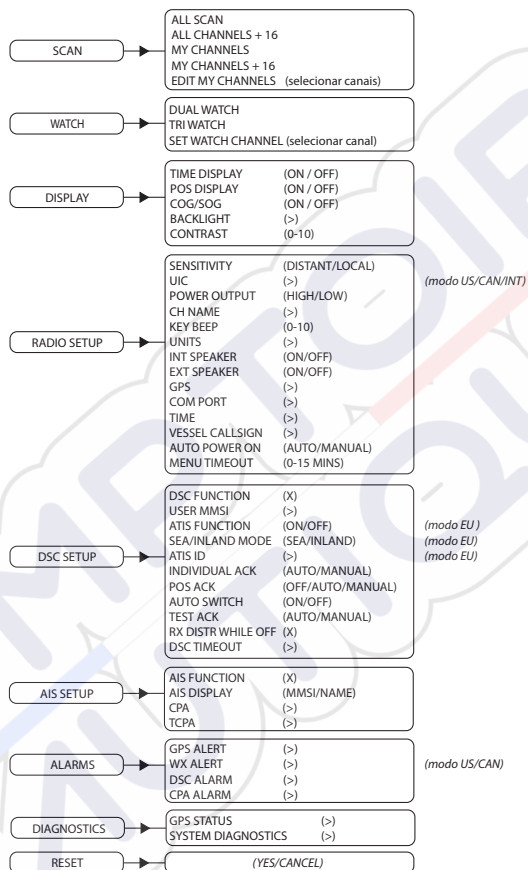 SCAN
ALL SCAN
ALL CHANNELS + 16
MY CHANNELS
MY CHANNELS + 16
EDIT MY CHANNELS (selecionar canais)
WATCH
DUAL WATCH
TRI WATCH
SET WATCH CHANNEL (selecionar canal)
DISPLAY
TIME DISPLAY (ON / OFF)
POS DISPLAY (ON / OFF)
COG/SOG (ON / OFF)
BACKLIGHT (>)
CONTRAST (0-10)
RADIO SETUP
SENSITIVITY (DISTANT/LOCAL)
UIC (>) (modo US/CAN/INT)
POWER OUTPUT (HIGH/LOW)
CH NAME (>)
KEY BEEP (0-10)
UNITS (>)
INT SPEAKER (ON/OFF)
EXT SPEAKER (ON/OFF)
GPS (>)
COM PORT (>)
TIME (>)
VESSEL CALLSIGN (>)
AUTO POWER ON (AUTO/MANUAL)
MENU TIMEOUT (0-15 MINS)
DSC SETUP
DSC FUNCTION (X)
USER MMSI (>)
ATIS FUNCTION (ON/OFF) (modo EU )
SEA/INLAND MODE (SEA/INLAND) (modo EU)
ATIS ID (>) (modo EU)
INDIVIDUAL ACK (AUTO/MANUAL)
POS ACK (OFF/AUTO/MANUAL)
AUTO SWITCH (ON/OFF)
TEST ACK (AUTO/MANUAL)
RX DISTR WHILE OFF (X)
DSC TIMEOUT (>)
AIS SETUP
AIS FUNCTION (X)
AIS DISPLAY (MMSI/NAME)
CPA (>)
TCPA (>)
ALARMS
GPS ALERT (>)
WX ALERT (>) (modo US/CAN)
DSC ALARM (>)
CPA ALARM (>)
DIAGNOSTICS
GPS STATUS (>)
SYSTEM DIAGNOSTICS (>)
RESET
(YES/CANCEL)